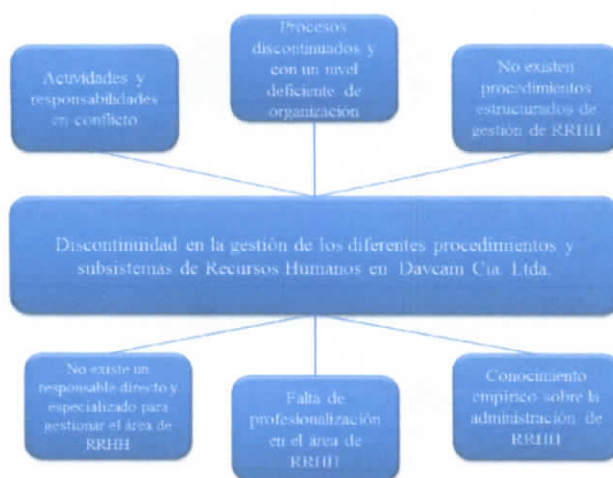 Actividades y
responsabilidades
en conflicto
Procesos
discontinuados y
con un nivel
deficiente de
organización
No existen
procedimientos
estructurados de
gestión de RRHH
Discontinuidad en la gestión de los diferentes procedimientos y
subsistemas de Recursos Humanos en Davcam Cia. Ltda.
No existe un
responsable directo y
especializado para
gestionar el área de
RRHH
Falta de
profesionalización
en el área de
RRHH
Conocimiento
empírico sobre la
administración de
RRHH